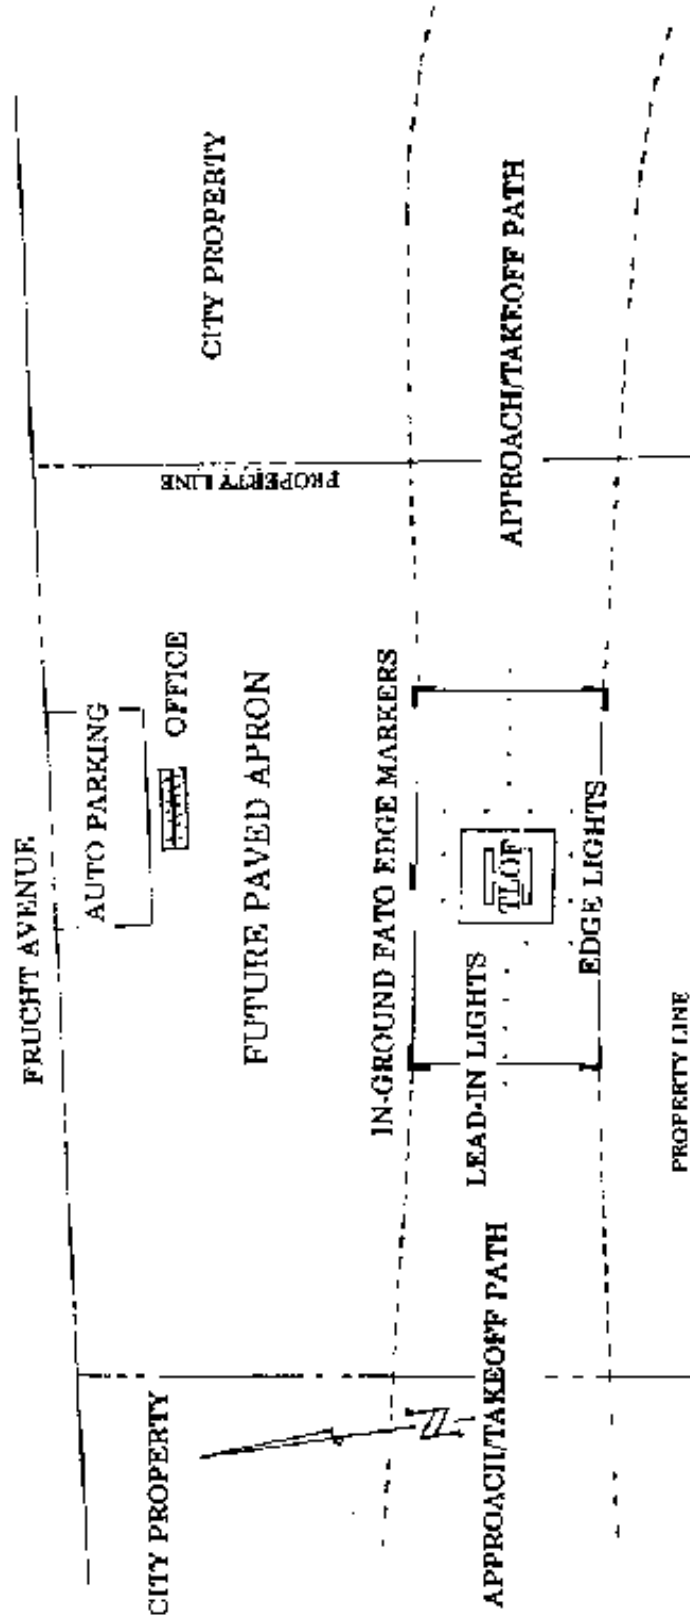 FRUCHT AVENUE
CITY PROPERTY
AUTO PARKING
OFFICE
PROPERTY LINE
CITY PROPERTY
FUTURE PAVED APRON
IN-GROUND FATO EDGE MARKERS
LEAD-IN LIGHTS
TLOF
H
APPROACH/TAKEOFF PATH
APPROACH/TAKEOFF PATH
N
EDGE LIGHTS
PROPERTY LINE